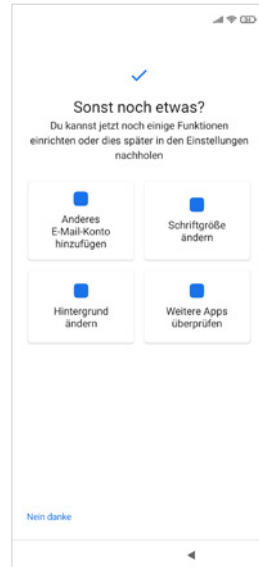 Sonst noch etwas?
Du kannst jetzt noch einige Funktionen
einrichten oder dies später in den Einstellungen
nachholen
Anderes
E-Mail-Konto
hinzufügen
Schriftgröße
ändern
Hintergrund
ändern
Weitere Apps
überprüfen
Nein danke